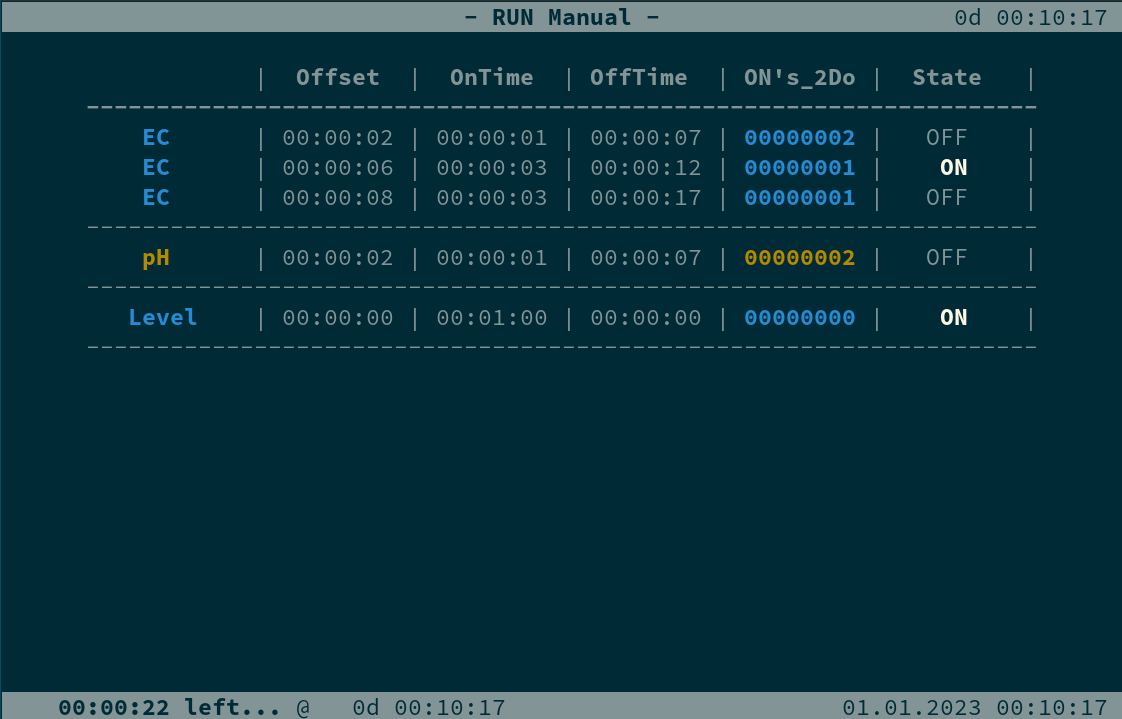 – RUN Manual –    0d 00:10:17
| Offset | OnTime | OffTime | ON's_2Do | State |
--------------------------------------------------------------------
EC | 00:00:02 | 00:00:01 | 00:00:07 | 00000002 | OFF |
EC | 00:00:06 | 00:00:03 | 00:00:12 | 00000001 | ON |
EC | 00:00:08 | 00:00:03 | 00:00:17 | 00000001 | OFF |
--------------------------------------------------------------------
pH | 00:00:02 | 00:00:01 | 00:00:07 | 00000002 | OFF |
--------------------------------------------------------------------
Level | 00:00:00 | 00:01:00 | 00:00:00 | 00000000 | ON |
--------------------------------------------------------------------
00:00:22 left... @ 0d 00:10:17    01.01.2023 00:10:17